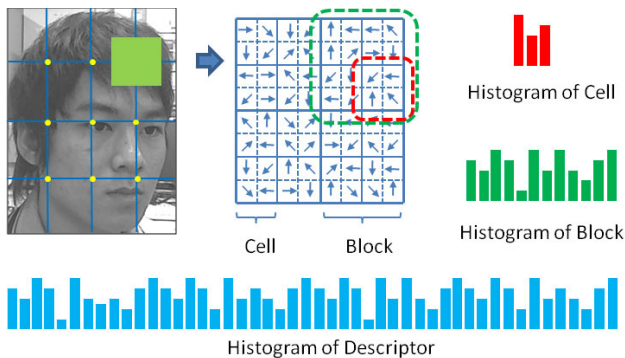 Histogram of Cell
Histogram of Block
Cell
Block
Histogram of Descriptor